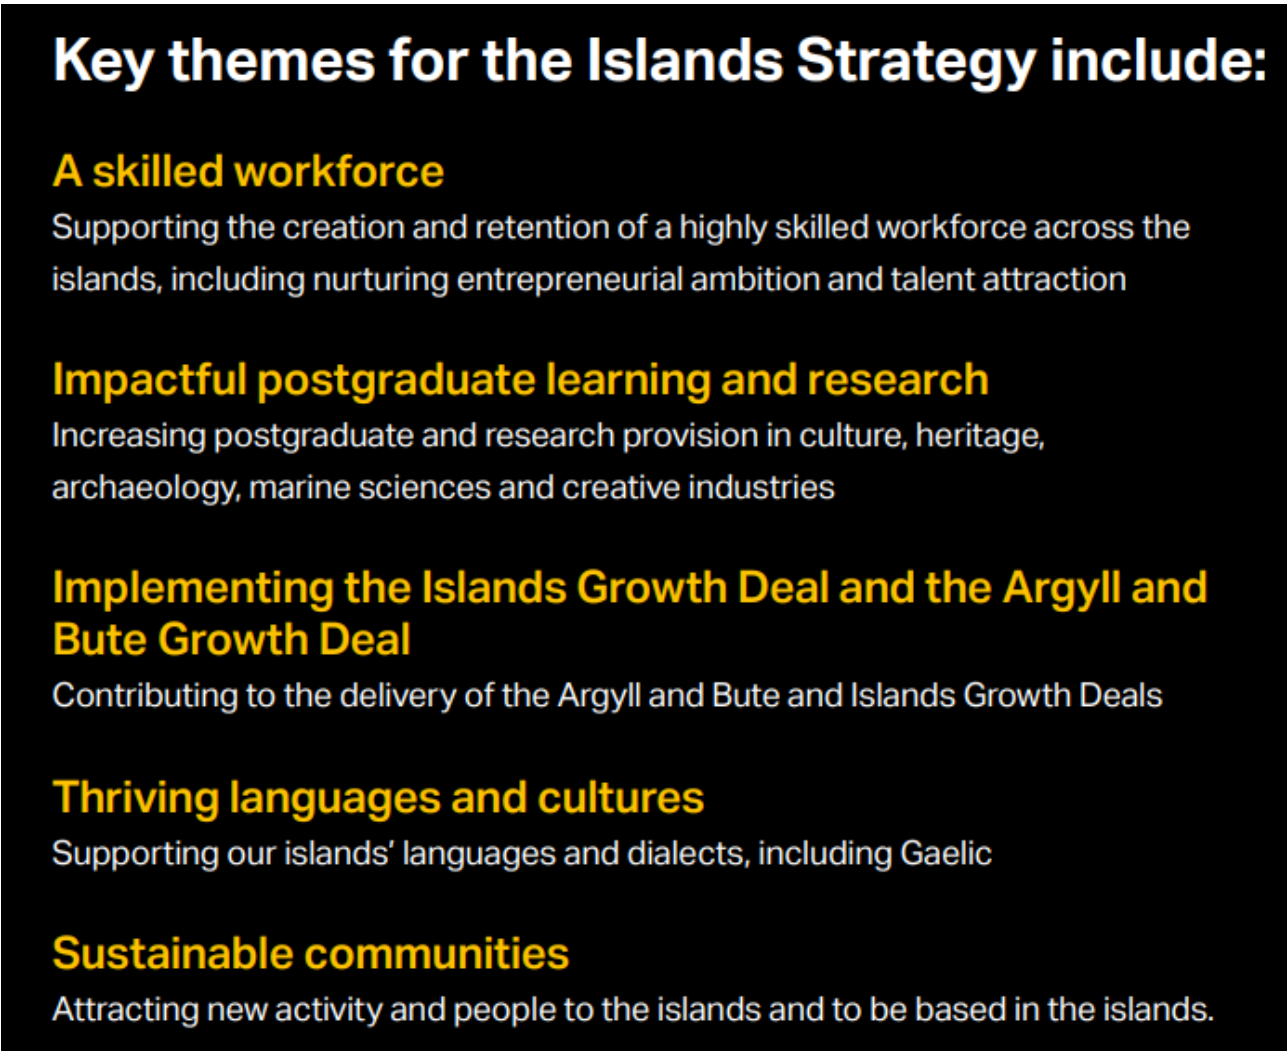 Key themes for the Islands Strategy include:
A skilled workforce
Supporting the creation and retention of a highly skilled workforce across the
islands, including nurturing entrepreneurial ambition and talent attraction
Impactful postgraduate learning and research
Increasing postgraduate and research provision in culture, heritage,
archaeology, marine sciences and creative industries
Implementing the Islands Growth Deal and the Argyll and
Bute Growth Deal
Contributing to the delivery of the Argyll and Bute and Islands Growth Deals
Thriving languages and cultures
Supporting our islands’ languages and dialects, including Gaelic
Sustainable communities
Attracting new activity and people to the islands and to be based in the islands.